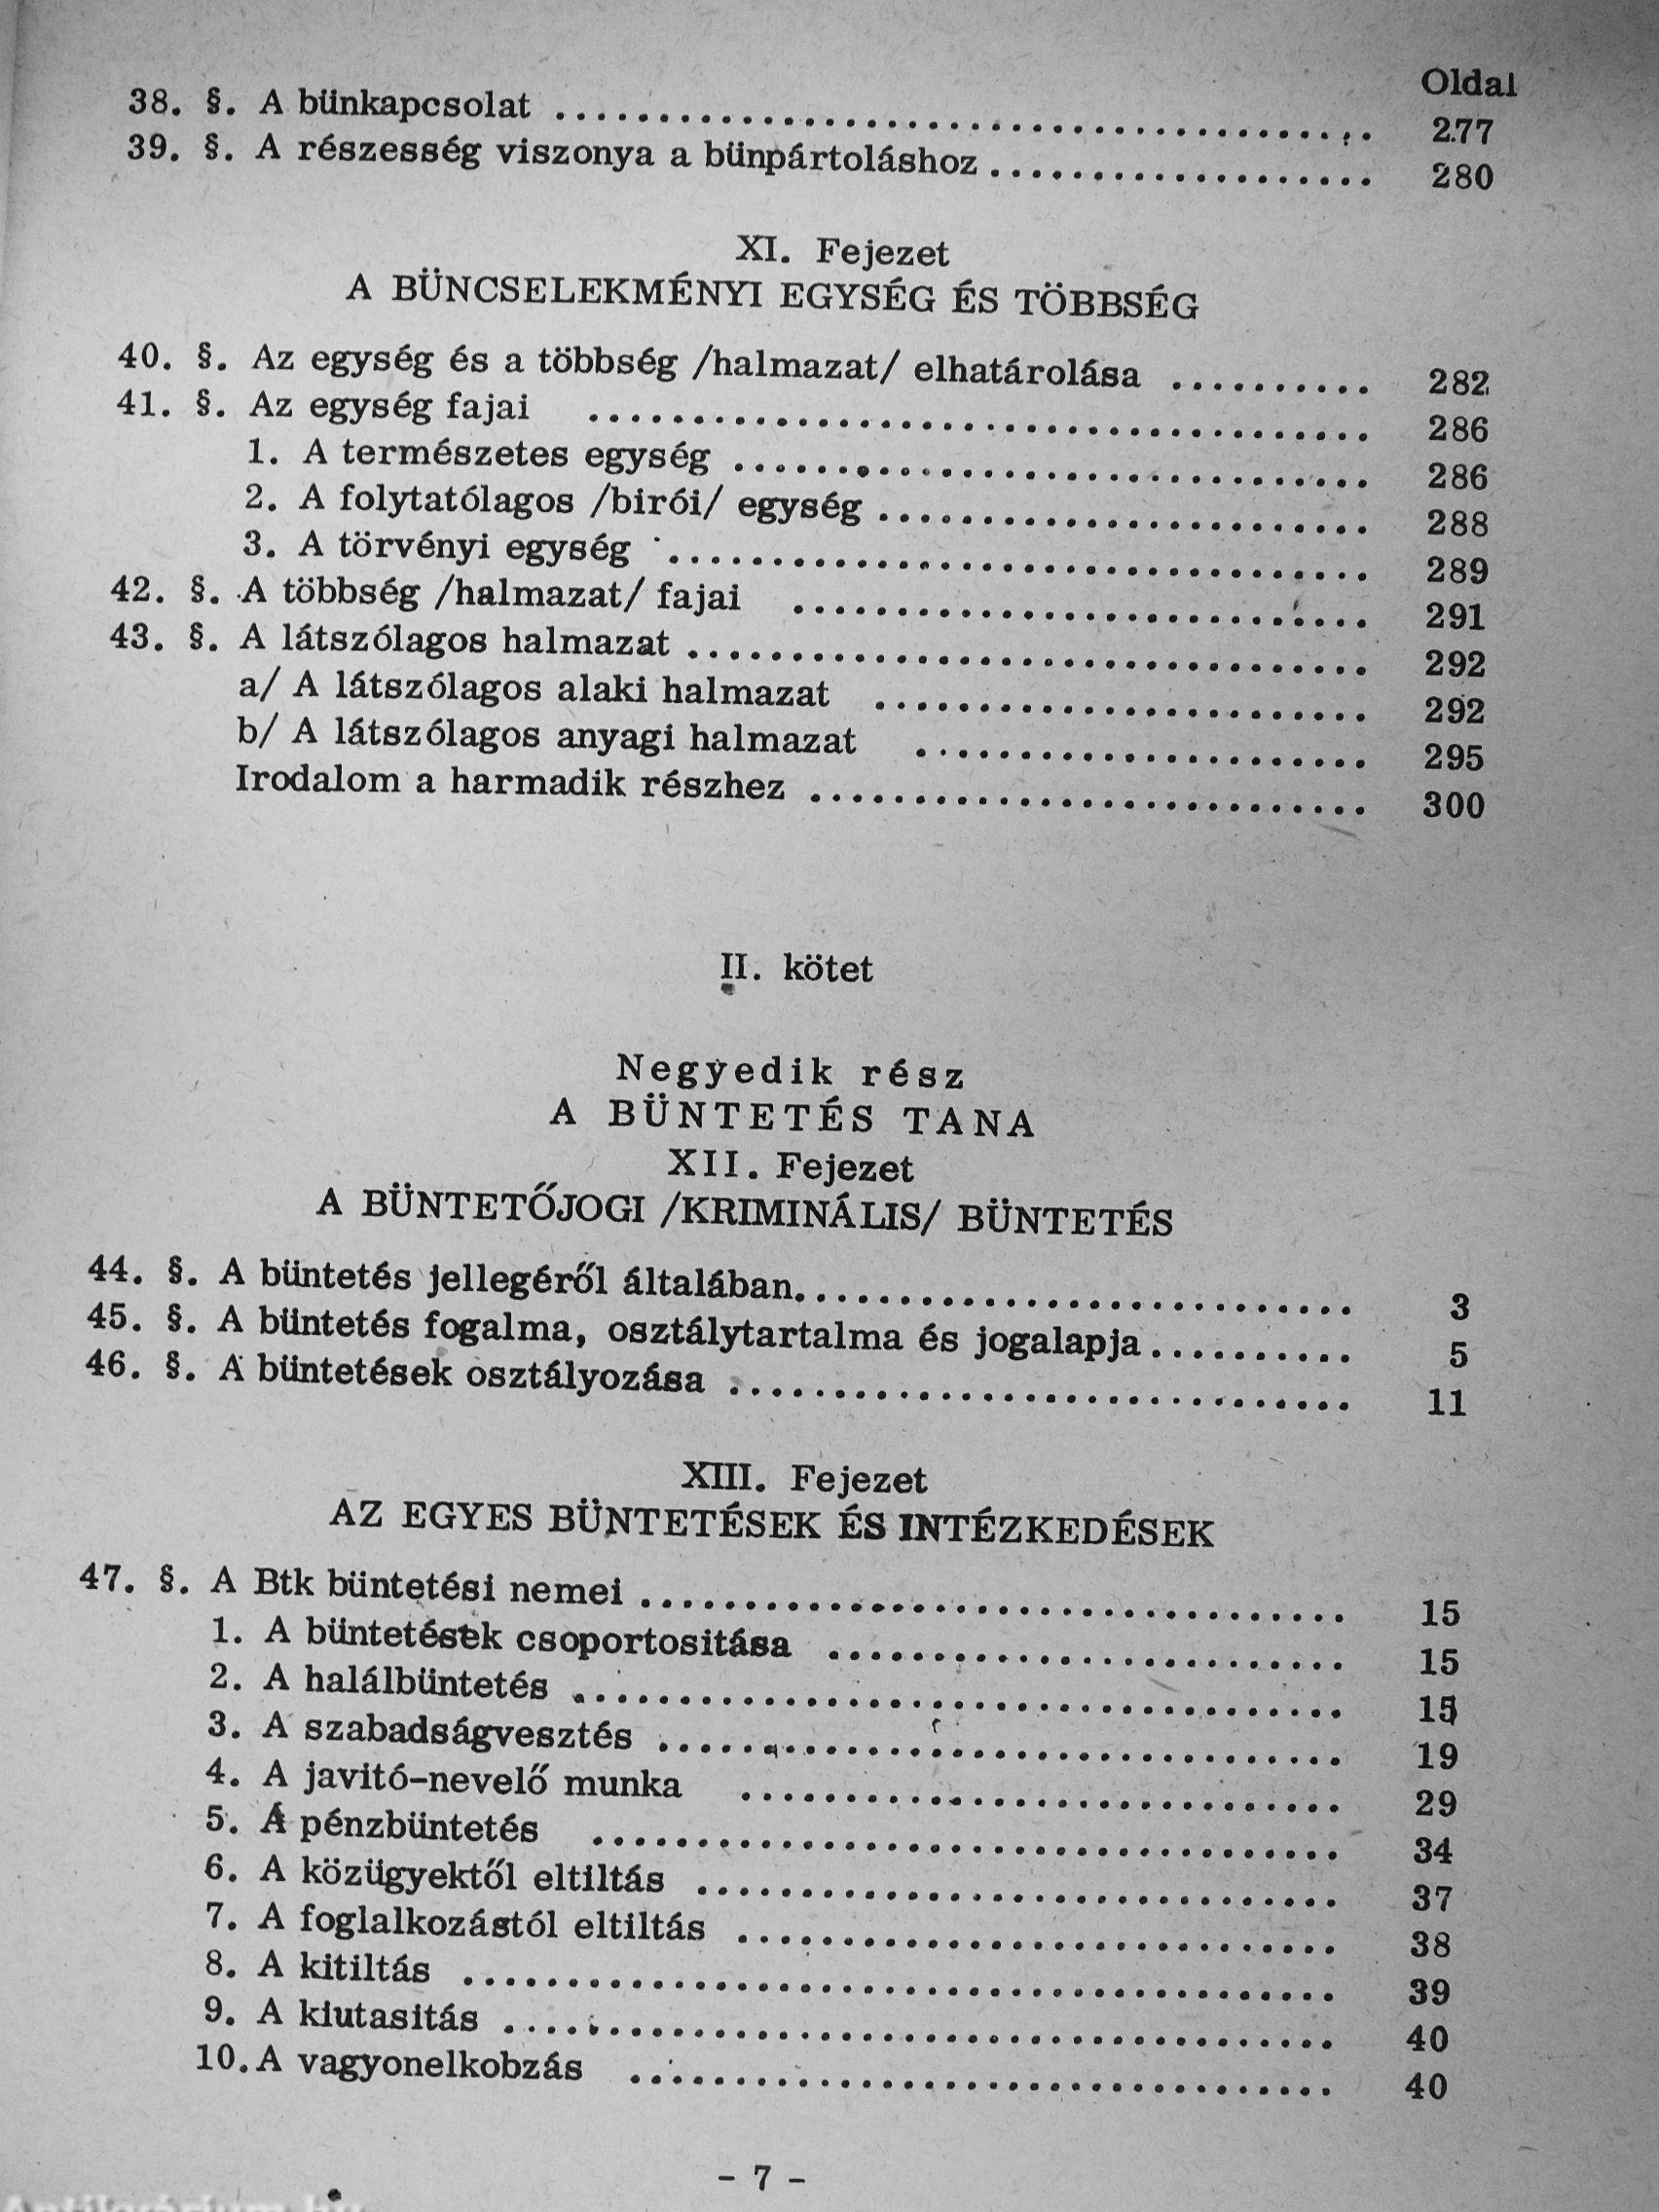 Oldal
38. §. A bünkapcsolat ........................................ 277
39. §. A részesség viszonya a bünpártoláshoz ................... 280
XI. Fejezet
A BÜNCSELEKMÉNYI EGYSÉG ÉS TÖBBSÉG
40. §. Az egység és a többség /halmazat/ elhatárolása .......... 282
41. §. Az egység fajai ...................................... 286
1. A természetes egység ............................... 286
2. A folytatólagos /birói/ egység ........................ 288
3. A törvényi egység .................................. 289
42. §. A többség /halmazat/ fajai ............................ 291
43. §. A látszólagos halmazat ................................. 292
a/ A látszólagos alaki halmazat ........................ 292
b/ A látszólagos anyagi halmazat ...................... 295
Irodalom a harmadik részhez ........................... 300
II. kötet
Negyedik rész
A BÜNTETÉS TANA
XII. Fejezet
A BÜNTETŐJOGI /KRIMINÁLIS/ BÜNTETÉS
44. §. A büntetés jellegéről általában........................... 3
45. §. A büntetés fogalma, osztálytartalma és jogalapja .......... 5
46. §. A büntetések osztályozása .............................. 11
XIII. Fejezet
AZ EGYES BÜNTETÉSEK ÉS INTÉZKEDÉSEK
47. §. A Btk büntetési nemei .................................. 15
1. A büntetések csoportositása ......................... 15
2. A halálbüntetés ..................................... 15
3. A szabadságvesztés ................................. 19
4. A javitó-nevelő munka ............................. 29
5. A pénzbüntetés .................................... 34
6. A közügyektől eltiltás ............................... 37
7. A foglalkozástól eltiltás ............................. 38
8. A kitiltás .......................................... 39
9. A kiutasitás ........................................ 40
10. A vagyonelkobzás .................................. 40
- 7 -